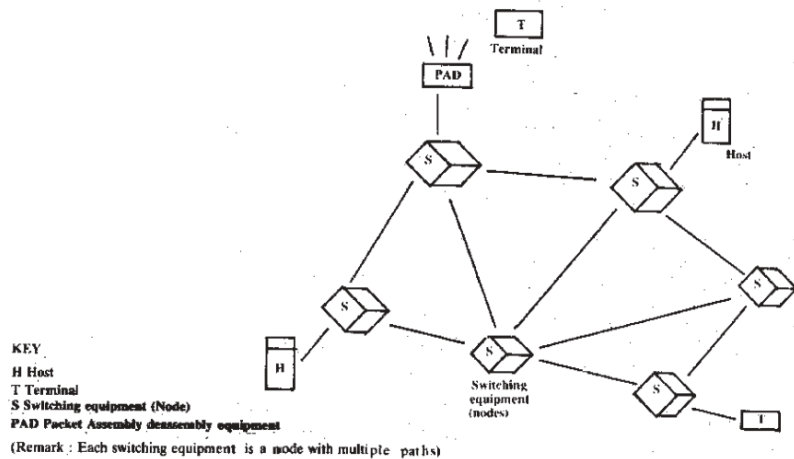 T
Terminal
PAD
H
Host
S
S
S
S
S
S
Switching
equipment
(nodes)
H
T
KEY
H Host
T Terminal
S Switching equipment (Node)
PAD Packet Assembly deassenbly equipment
(Remark : Each switching equipment is a node with multiple paths)